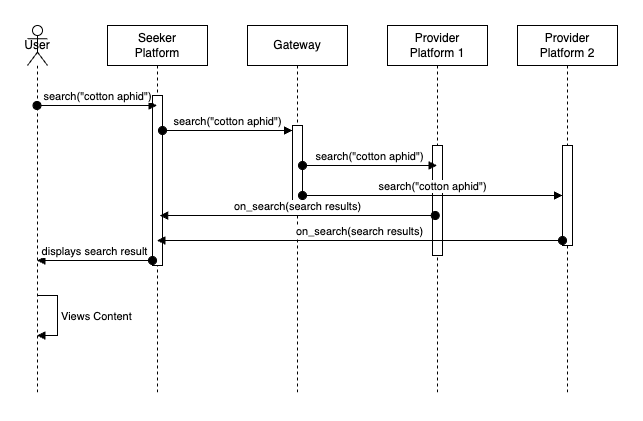 User
Seeker
Platform
Gateway
Provider
Platform 1
Provider
Platform 2
search("cotton aphid")
search("cotton aphid")
search("cotton aphid")
search("cotton aphid")
on_search(search results)
on_search(search results)
displays search result
Views Content